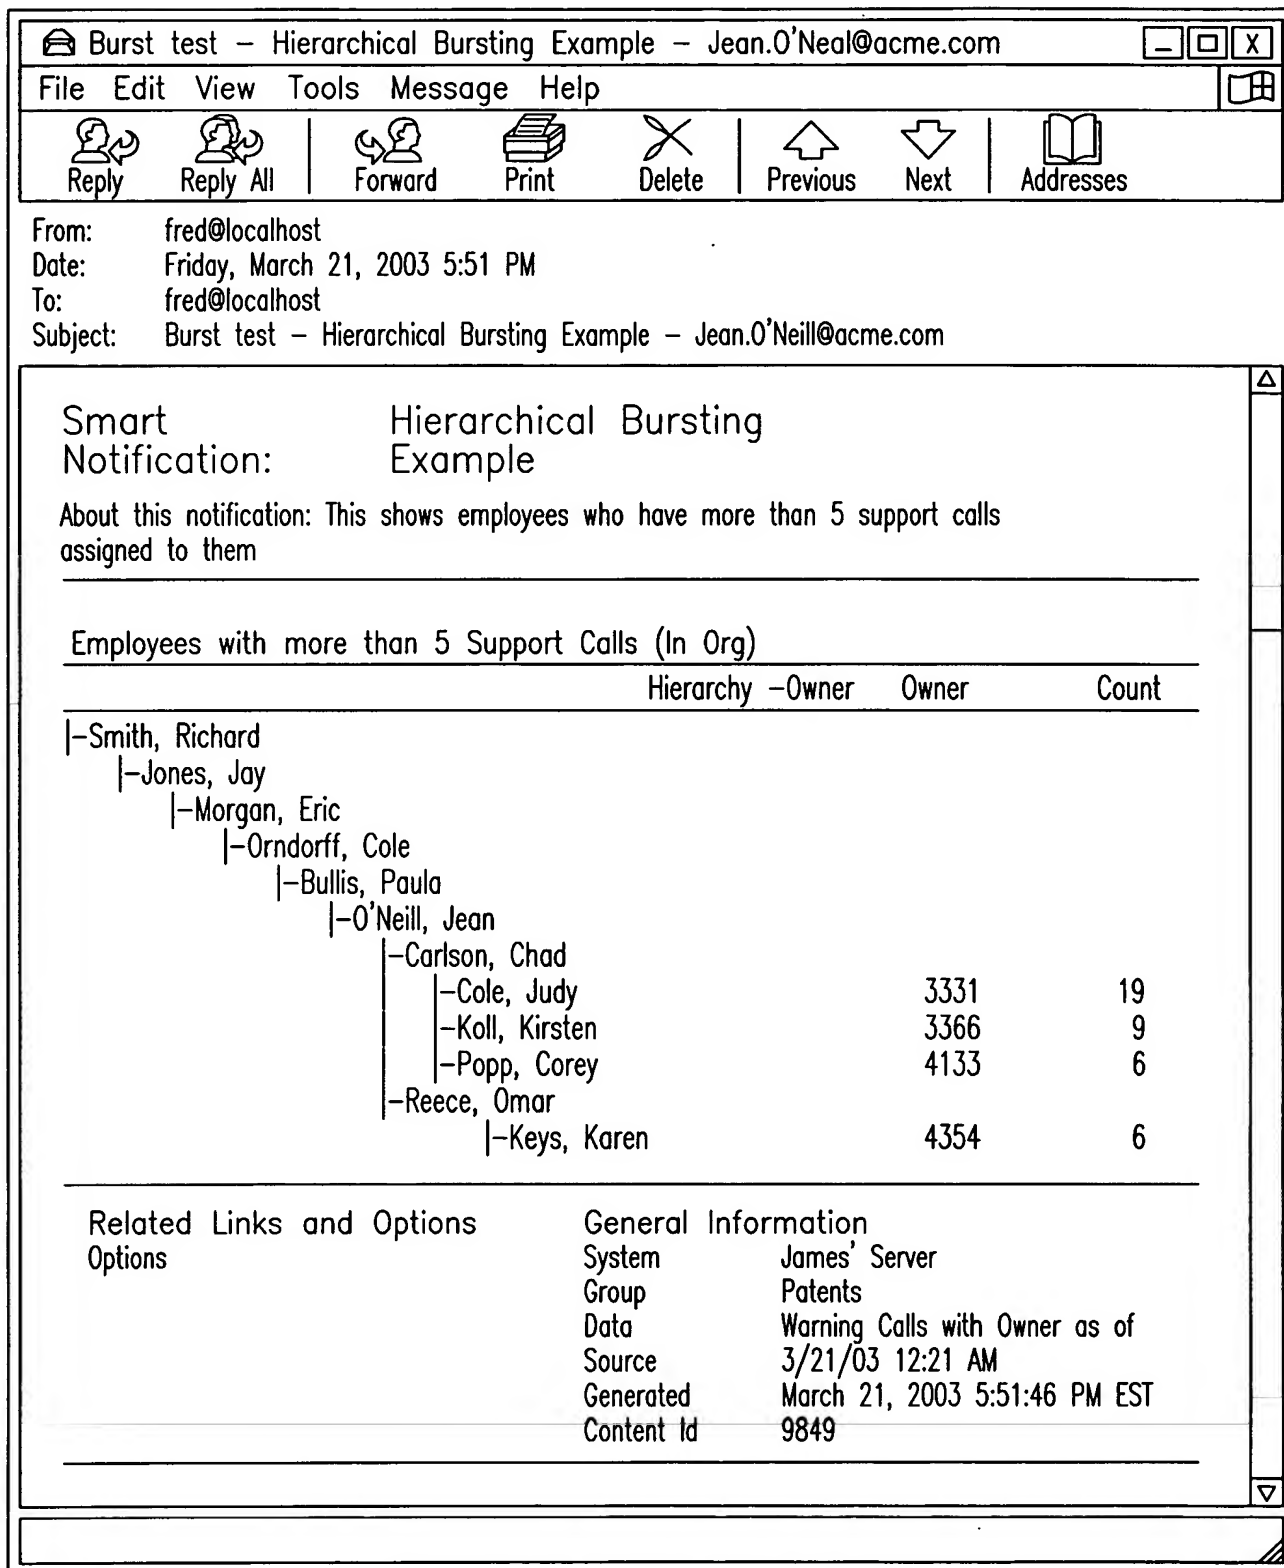 Burst test – Hierarchical Bursting Example – Jean.O'Neal@acme.com
File Edit View Tools Message Help
Reply Reply All Forward Print Delete Previous Next Addresses
From: fred@localhost
Date: Friday, March 21, 2003 5:51 PM
To: fred@localhost
Subject: Burst test – Hierarchical Bursting Example – Jean.O'Neill@acme.com
Smart Hierarchical Bursting
Notification: Example
About this notification: This shows employees who have more than 5 support calls
assigned to them
Employees with more than 5 Support Calls (In Org)
Hierarchy –Owner Owner Count
|–Smith, Richard
|–Jones, Jay
|–Morgan, Eric
|–Orndorff, Cole
|–Bullis, Paula
|–O'Neill, Jean
|–Carlson, Chad
|–Cole, Judy 3331 19
|–Koll, Kirsten 3366 9
|–Popp, Corey 4133 6
|–Reece, Omar
|–Keys, Karen 4354 6
Related Links and Options General Information
Options System James' Server
Group Patents
Data Warning Calls with Owner as of
Source 3/21/03 12:21 AM
Generated March 21, 2003 5:51:46 PM EST
Content Id 9849